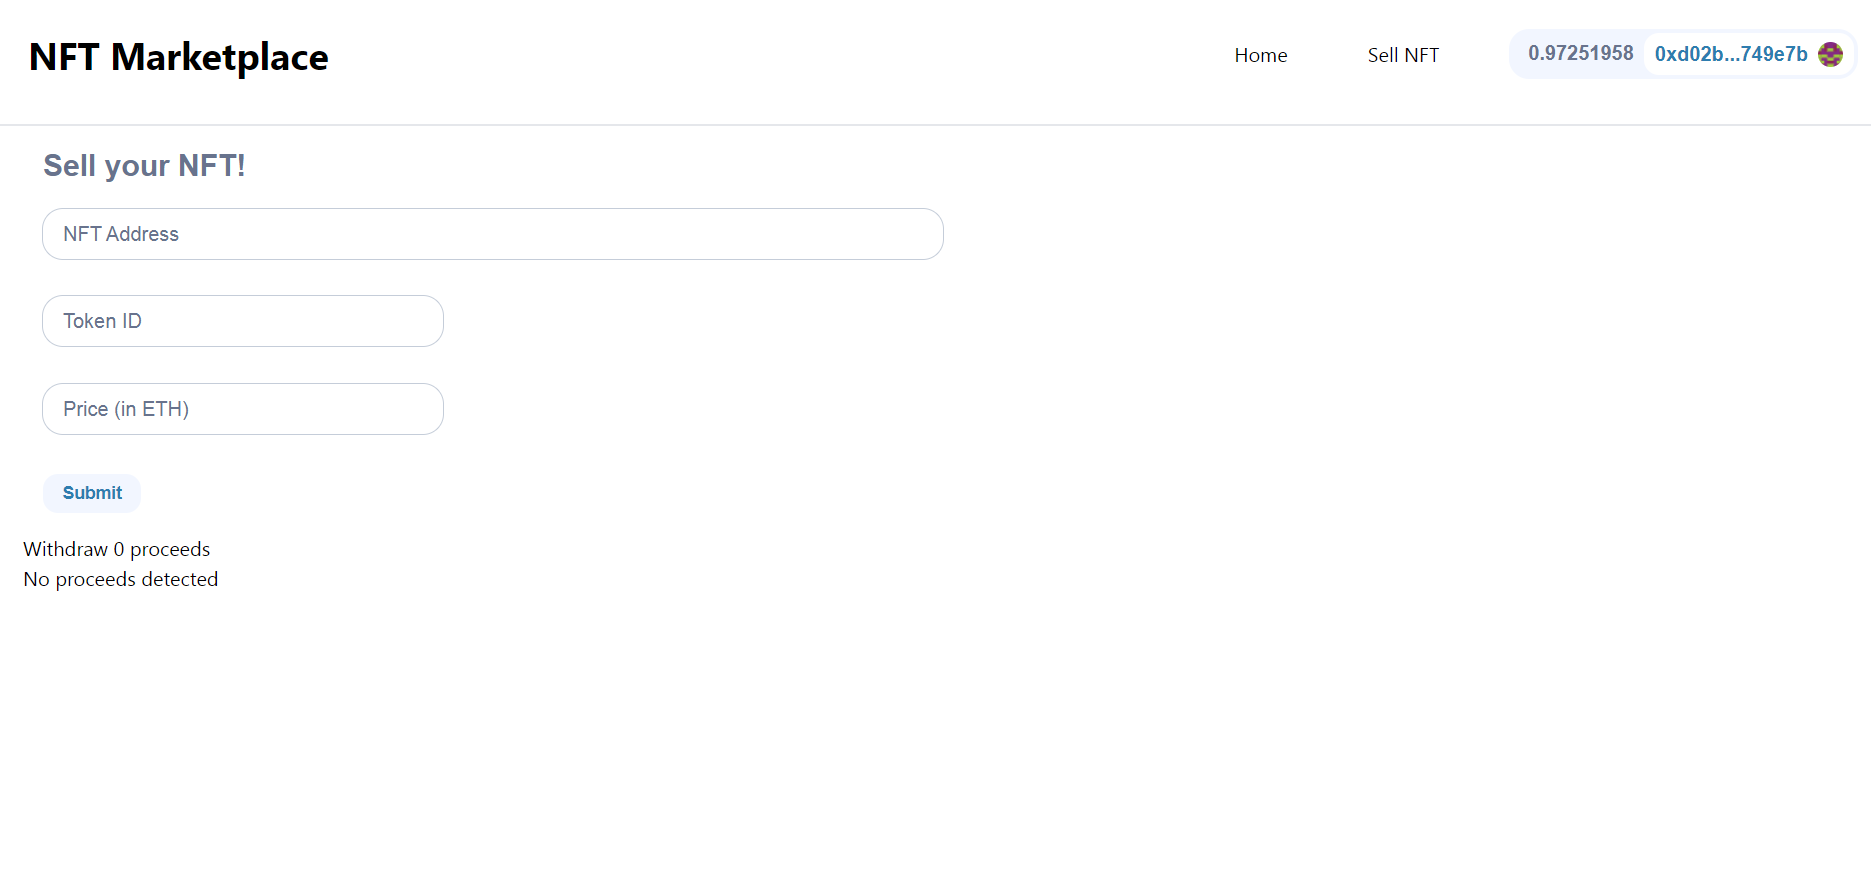 NFT Marketplace
Home
Sell NFT
0.97251958
0xd02b...749e7b
Sell your NFT!
NFT Address
Token ID
Price (in ETH)
Submit
Withdraw 0 proceeds
No proceeds detected